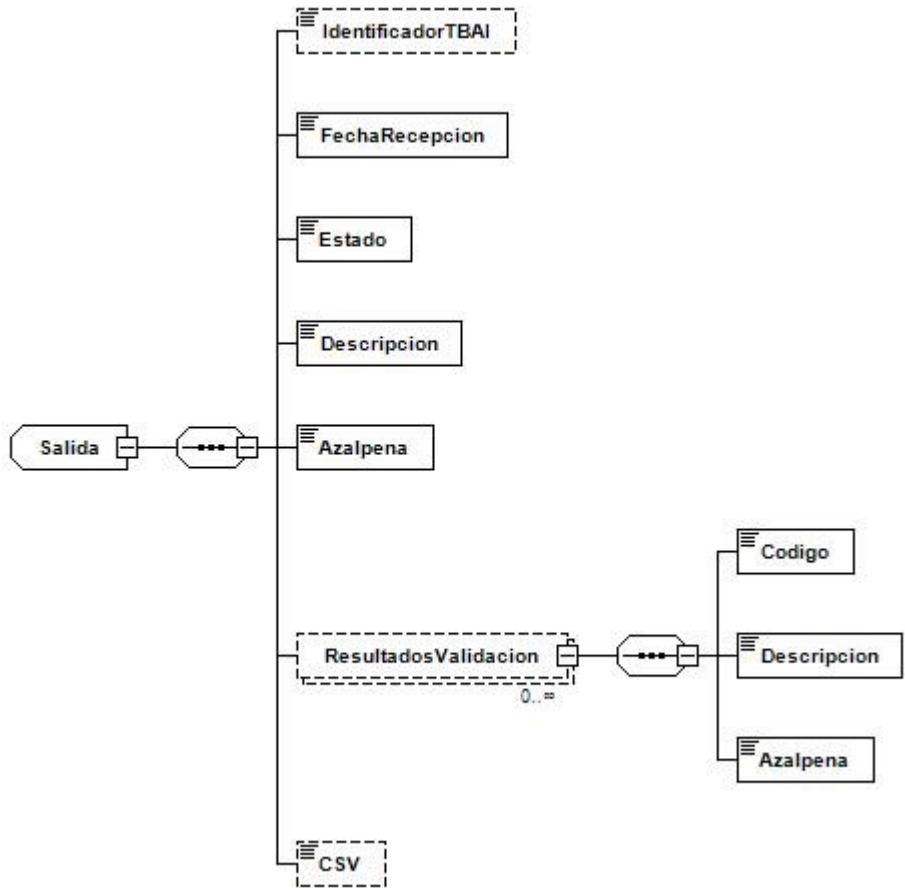 IdentificadorTBAI
FechaRecepcion
Estado
Descripcion
Salida
Azalpena
Codigo
ResultadosValidacion
Descripcion
0..∞
Azalpena
CSV